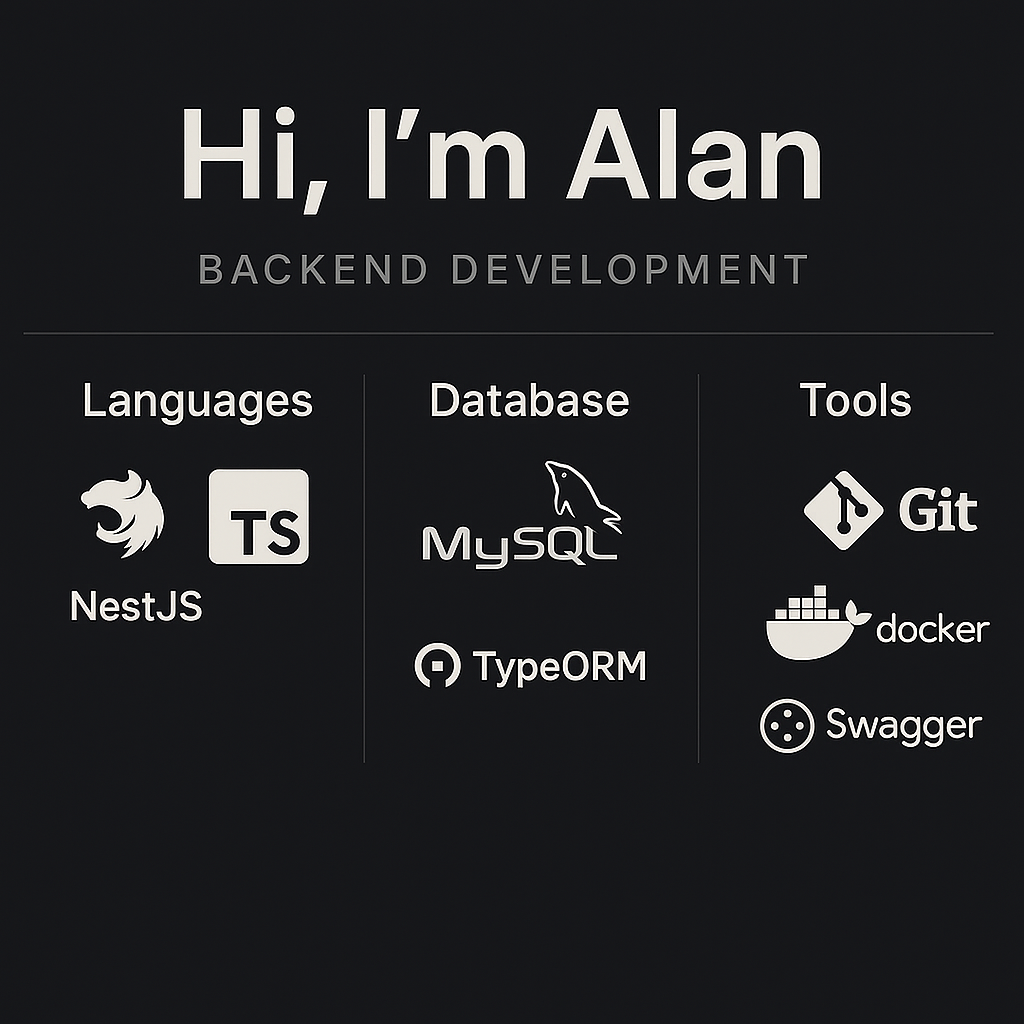 Hi, I’m Alan
BACKEND DEVELOPMENT
Languages
TS
NestJS
Database
MySQL
TypeORM
Tools
Git
docker
Swagger